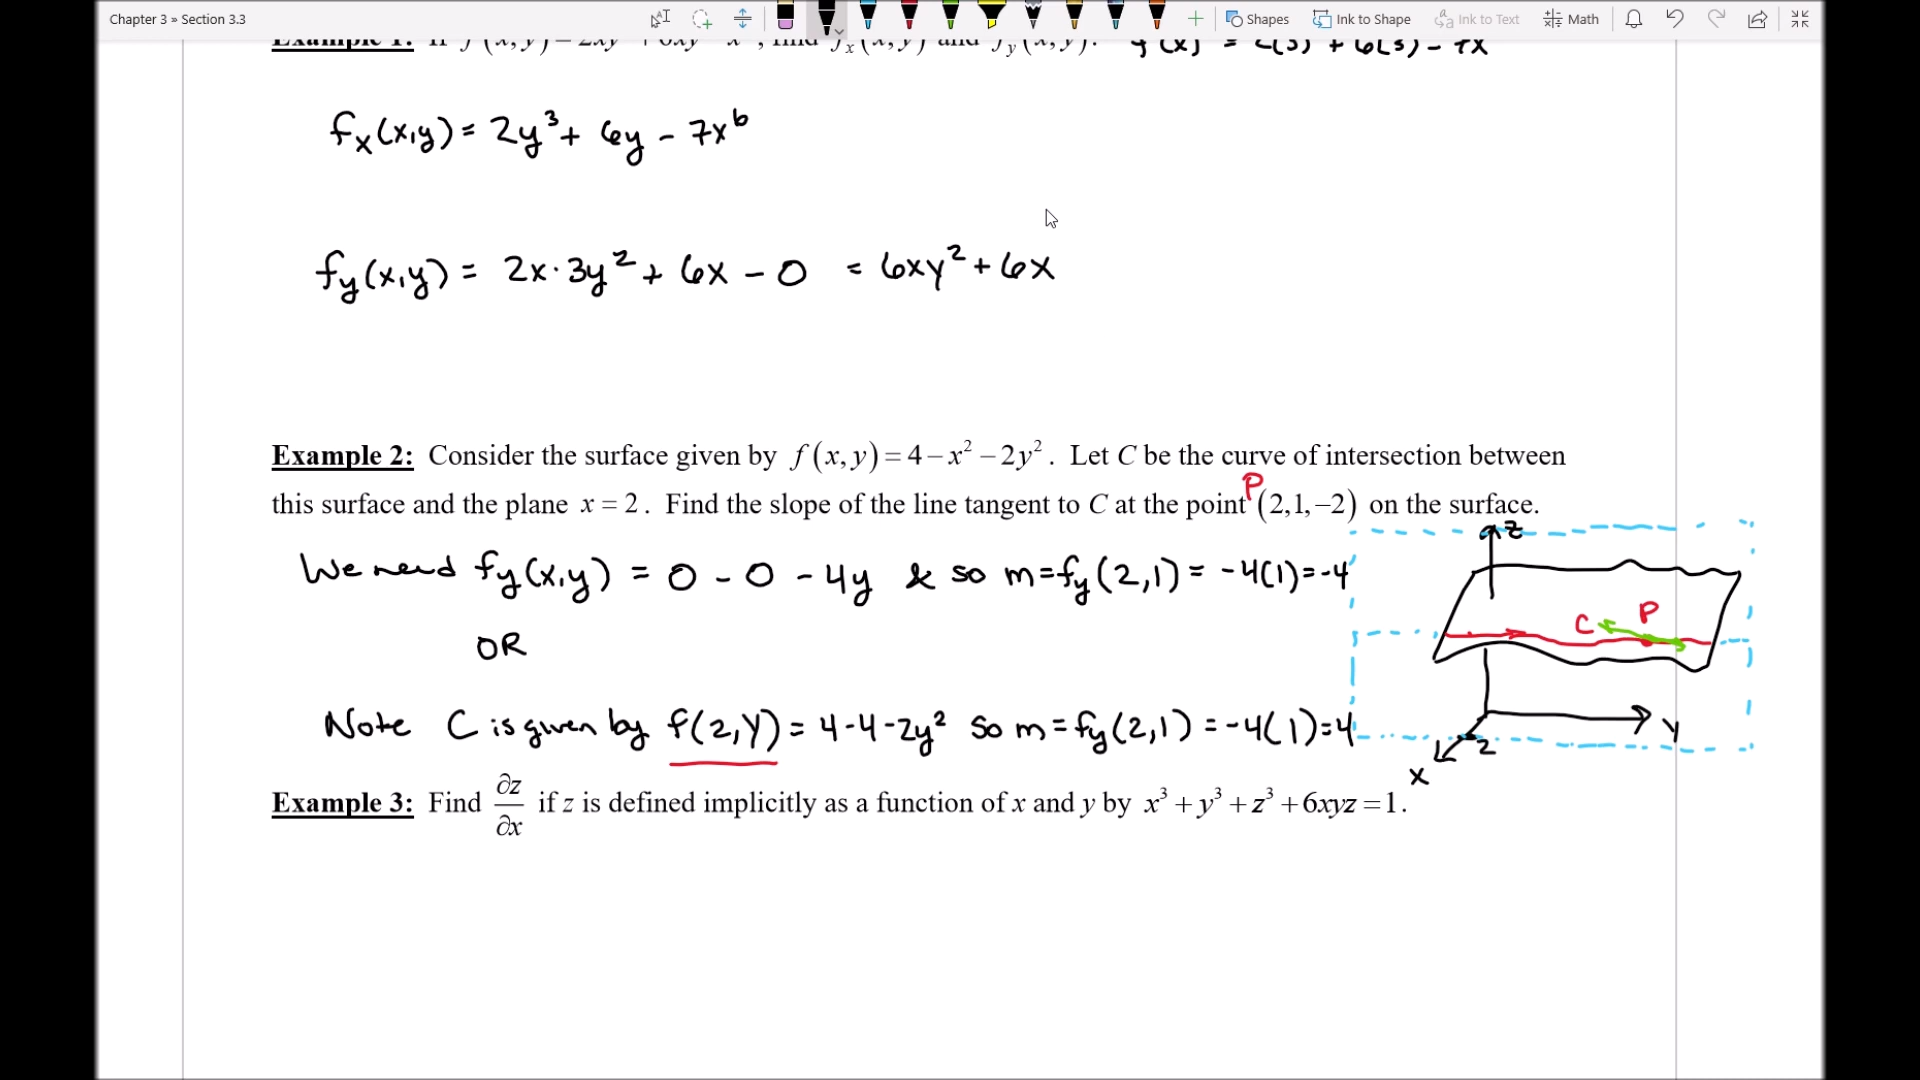 Chapter 3 » Section 3.3
Shapes Ink to Shape Ink to Text Math
fx(x,y) = 2y³ + 6y - 7x⁶
fy(x,y) = 2x·3y² + 6x - 0 = 6xy² + 6x
Example 2: Consider the surface given by f(x,y)=4−x²−2y². Let C be the curve of intersection between
this surface and the plane x=2. Find the slope of the line tangent to C at the point P (2,1,−2) on the surface.
z
We need fy(x,y) = 0 - 0 - 4y & so m=fy(2,1) = -4(1)=-4
C P
OR
Note C is given by f(2,y) = 4-4-2y² so m=fy(2,1) = -4(1)=4
y
2
x
Example 3: Find ∂z/∂x if z is defined implicitly as a function of x and y by x³+y³+z³+6xyz=1.